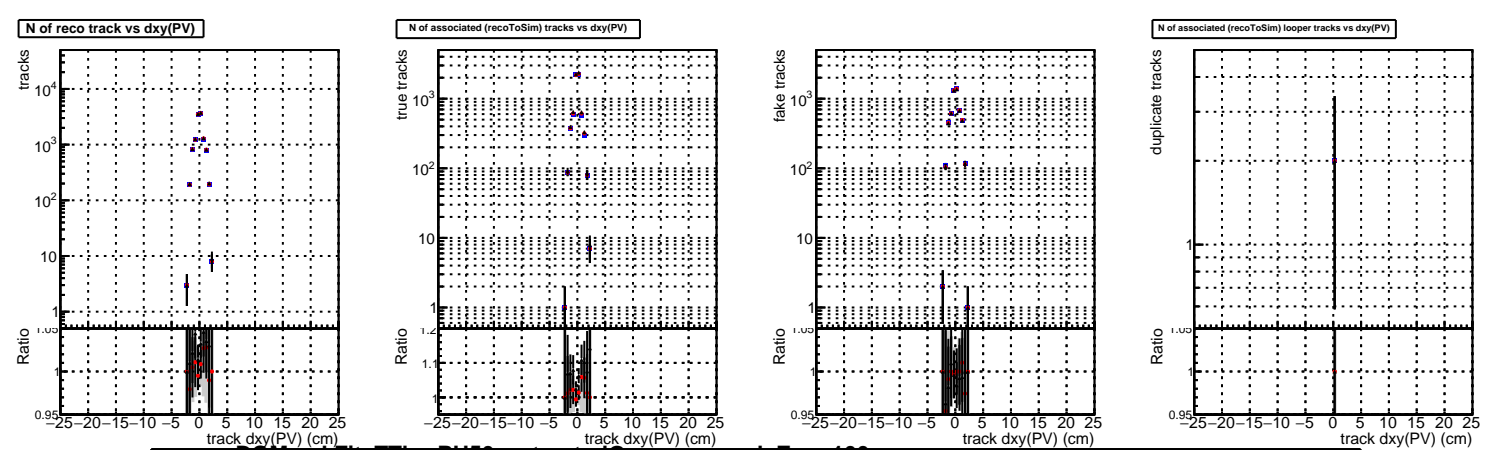 N of reco track vs dxy(PV)
tracks
10^4
10^3
10^2
10
1
1.05
Ratio
1
0.95
−25 −20 −15 −10 −5 0 5 10 15 20 25
track dxy(PV) (cm)
N of associated (recoToSim) tracks vs dxy(PV)
true tracks
10^3
10^2
10
1
1.2
Ratio
1.1
1
−25 −20 −15 −10 −5 0 5 10 15 20 25
track dxy(PV) (cm)
fake tracks
10^3
10^2
10
1
1.05
Ratio
1
0.95
−25 −20 −15 −10 −5 0 5 10 15 20 25
track dxy(PV) (cm)
N of associated (recoToSim) looper tracks vs dxy(PV)
duplicate tracks
1
Ratio
1.05
1
0.95
−25 −20 −15 −10 −5 0 5 10 15 20 25
track dxy(PV) (cm)